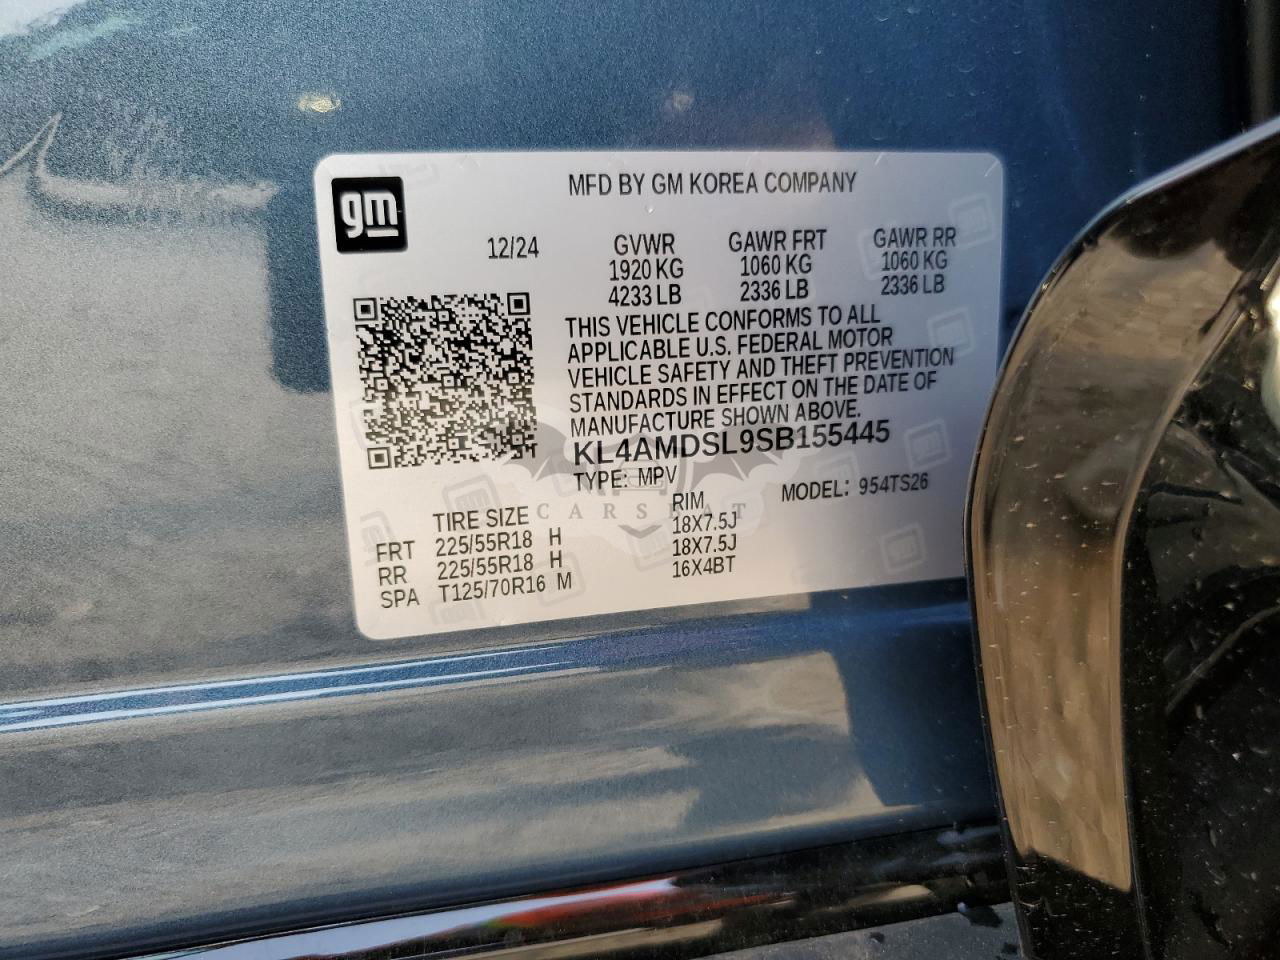 gm
MFD BY GM KOREA COMPANY
12/24
GVWR GAWR FRT GAWR RR
1920 KG 1060 KG 1060 KG
4233 LB 2336 LB 2336 LB
THIS VEHICLE CONFORMS TO ALL
APPLICABLE U.S. FEDERAL MOTOR
VEHICLE SAFETY AND THEFT PREVENTION
STANDARDS IN EFFECT ON THE DATE OF
MANUFACTURE SHOWN ABOVE.
KL4AMDSL9SB155445
TYPE: MPV MODEL: 954TS26
CARSBAT
TIRE SIZE RIM
FRT 225/55R18 H 18X7.5J
RR 225/55R18 H 18X7.5J
SPA T125/70R16 M 16X4BT